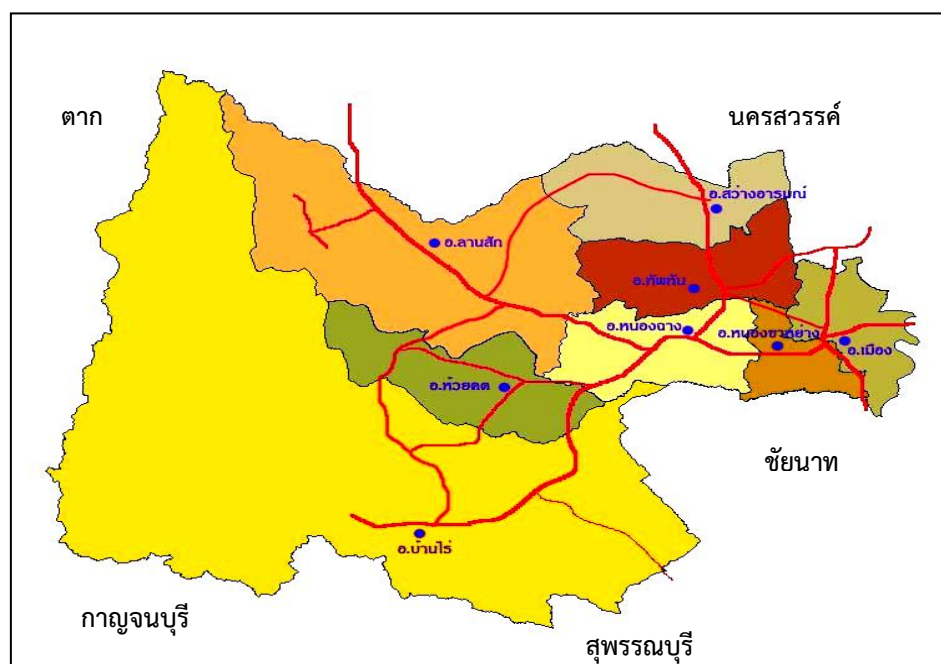 ตาก
นครสวรรค์
อ.สว่างอารมณ์
อ.ลานสัก
อ.ทัพทัน
อ.หนองฉาง
อ.หนองขาหย่าง
อ.เมือง
อ.ห้วยคต
ชัยนาท
อ.บ้านไร่
กาญจนบุรี
สุพรรณบุรี